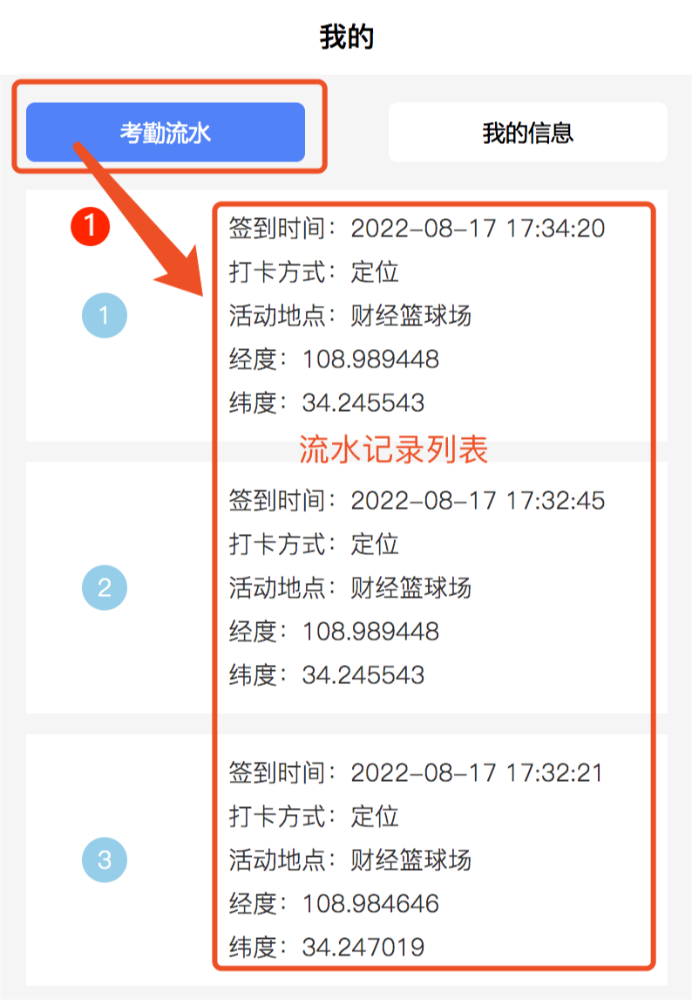 我的
考勤流水
我的信息
1
签到时间：2022-08-17 17:34:20
打卡方式：定位
1
活动地点：财经篮球场
经度：108.989448
纬度：34.245543
流水记录列表
签到时间：2022-08-17 17:32:45
打卡方式：定位
2
活动地点：财经篮球场
经度：108.989448
纬度：34.245543
签到时间：2022-08-17 17:32:21
打卡方式：定位
3
活动地点：财经篮球场
经度：108.984646
纬度：34.247019